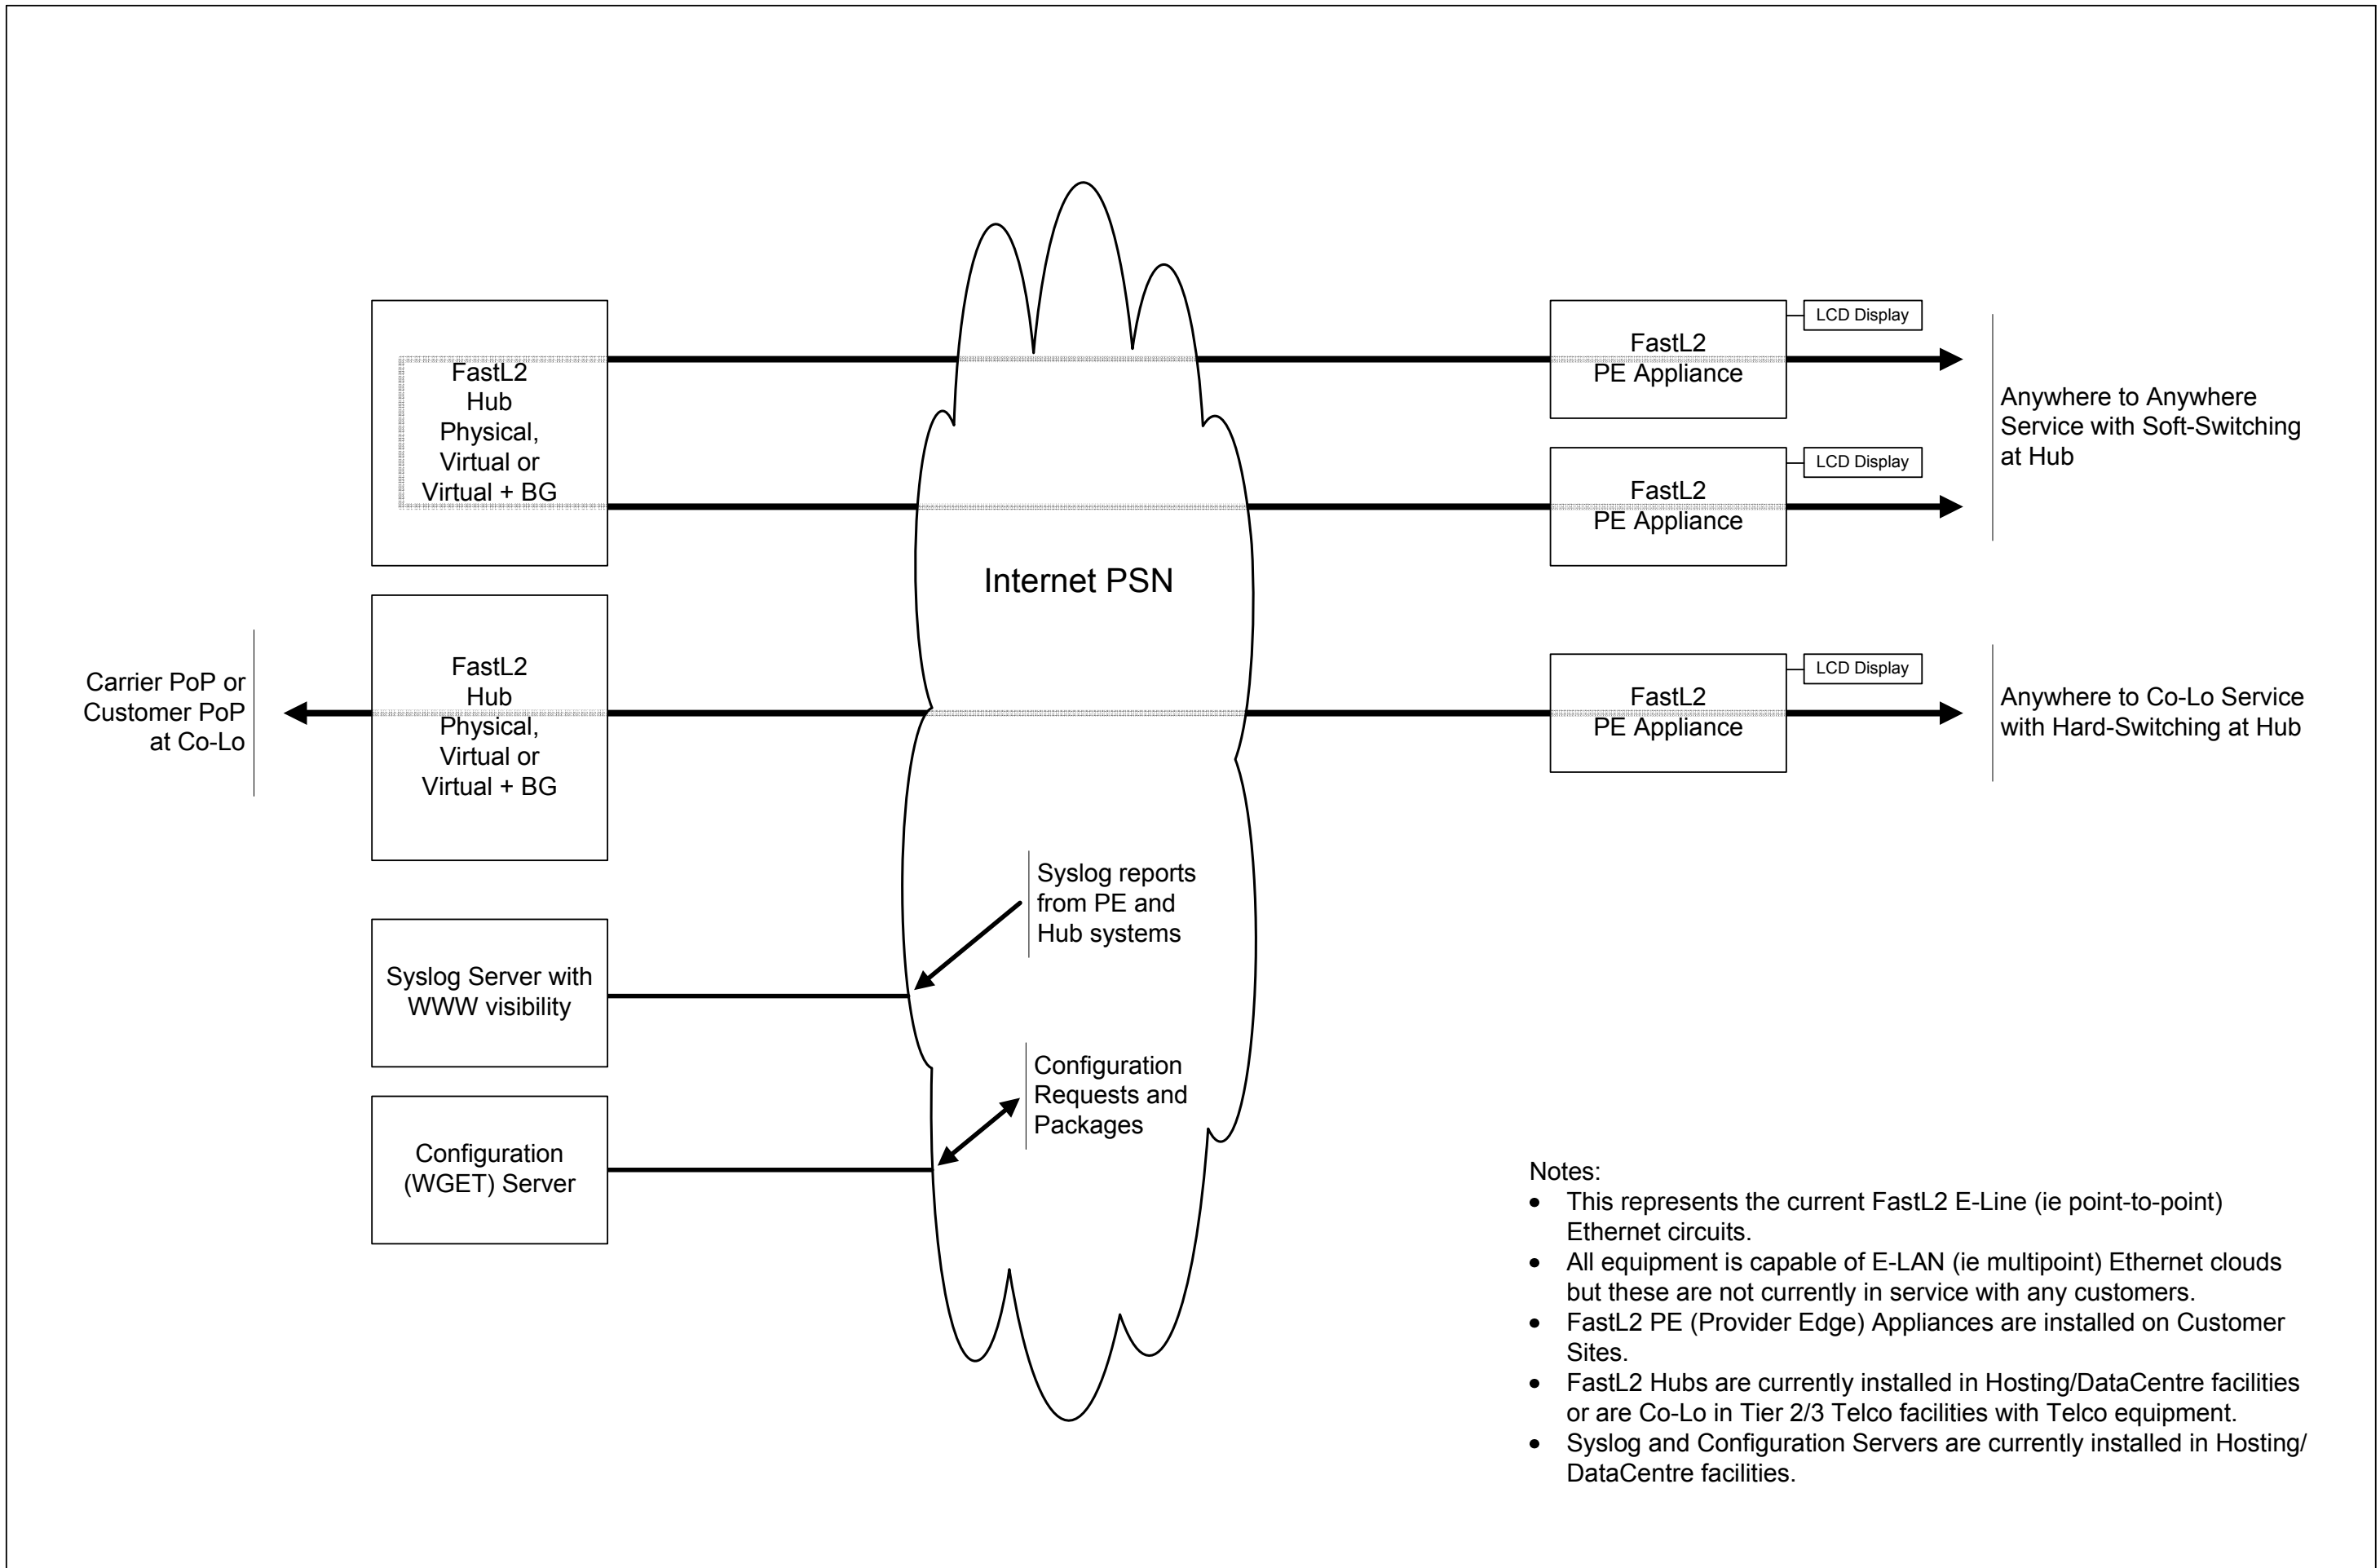 FastL2
Hub
Physical,
Virtual or
Virtual + BG
Internet PSN
FastL2
PE Appliance
LCD Display
FastL2
PE Appliance
LCD Display
Anywhere to Anywhere
Service with Soft-Switching
at Hub
Carrier PoP or
Customer PoP
at Co-Lo
FastL2
Hub
Physical,
Virtual or
Virtual + BG
FastL2
PE Appliance
LCD Display
Anywhere to Co-Lo Service
with Hard-Switching at Hub
Syslog reports
from PE and
Hub systems
Syslog Server with
WWW visibility
Configuration
Requests and
Packages
Configuration
(WGET) Server
Notes:
• This represents the current FastL2 E-Line (ie point-to-point)
Ethernet circuits.
• All equipment is capable of E-LAN (ie multipoint) Ethernet clouds
but these are not currently in service with any customers.
• FastL2 PE (Provider Edge) Appliances are installed on Customer
Sites.
• FastL2 Hubs are currently installed in Hosting/DataCentre facilities
or are Co-Lo in Tier 2/3 Telco facilities with Telco equipment.
• Syslog and Configuration Servers are currently installed in Hosting/
DataCentre facilities.